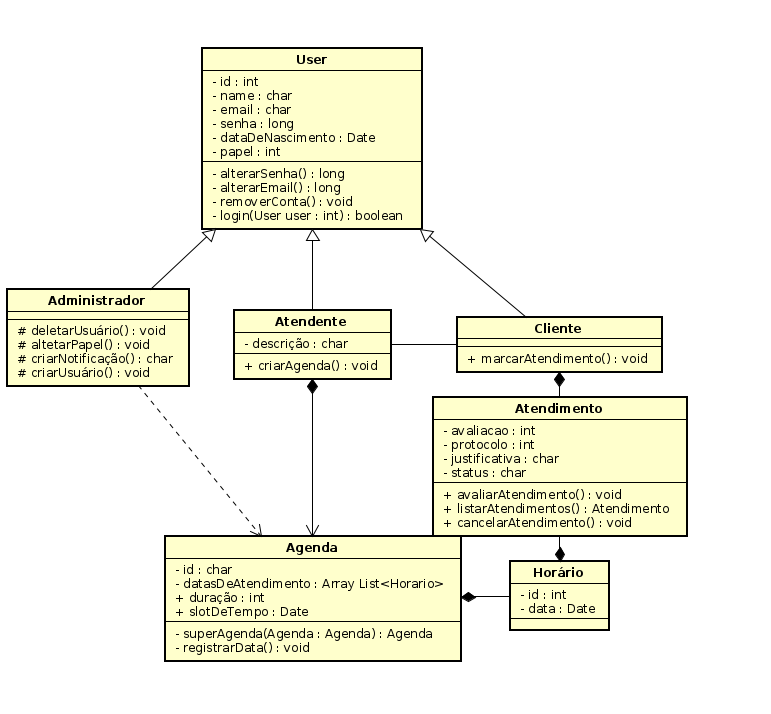 User
- id : int
- name : char
- email : char
- senha : long
- dataDeNascimento : Date
- papel : int
- alterarSenha() : long
- alterarEmail() : long
- removerConta() : void
- login(User user : int) : boolean
Administrador
# deletarUsuário() : void
# altetarPapel() : void
# criarNotificação() : char
# criarUsuário() : void
Atendente
- descrição : char
+ criarAgenda() : void
Cliente
+ marcarAtendimento() : void
Atendimento
- avaliacao : int
- protocolo : int
- justificativa : char
- status : char
+ avaliarAtendimento() : void
+ listarAtendimentos() : Atendimento
+ cancelarAtendimento() : void
Agenda
- id : char
- datasDeAtendimento : Array List<Horario>
+ duração : int
+ slotDeTempo : Date
- superAgenda(Agenda : Agenda) : Agenda
- registrarData() : void
Horário
- id : int
- data : Date